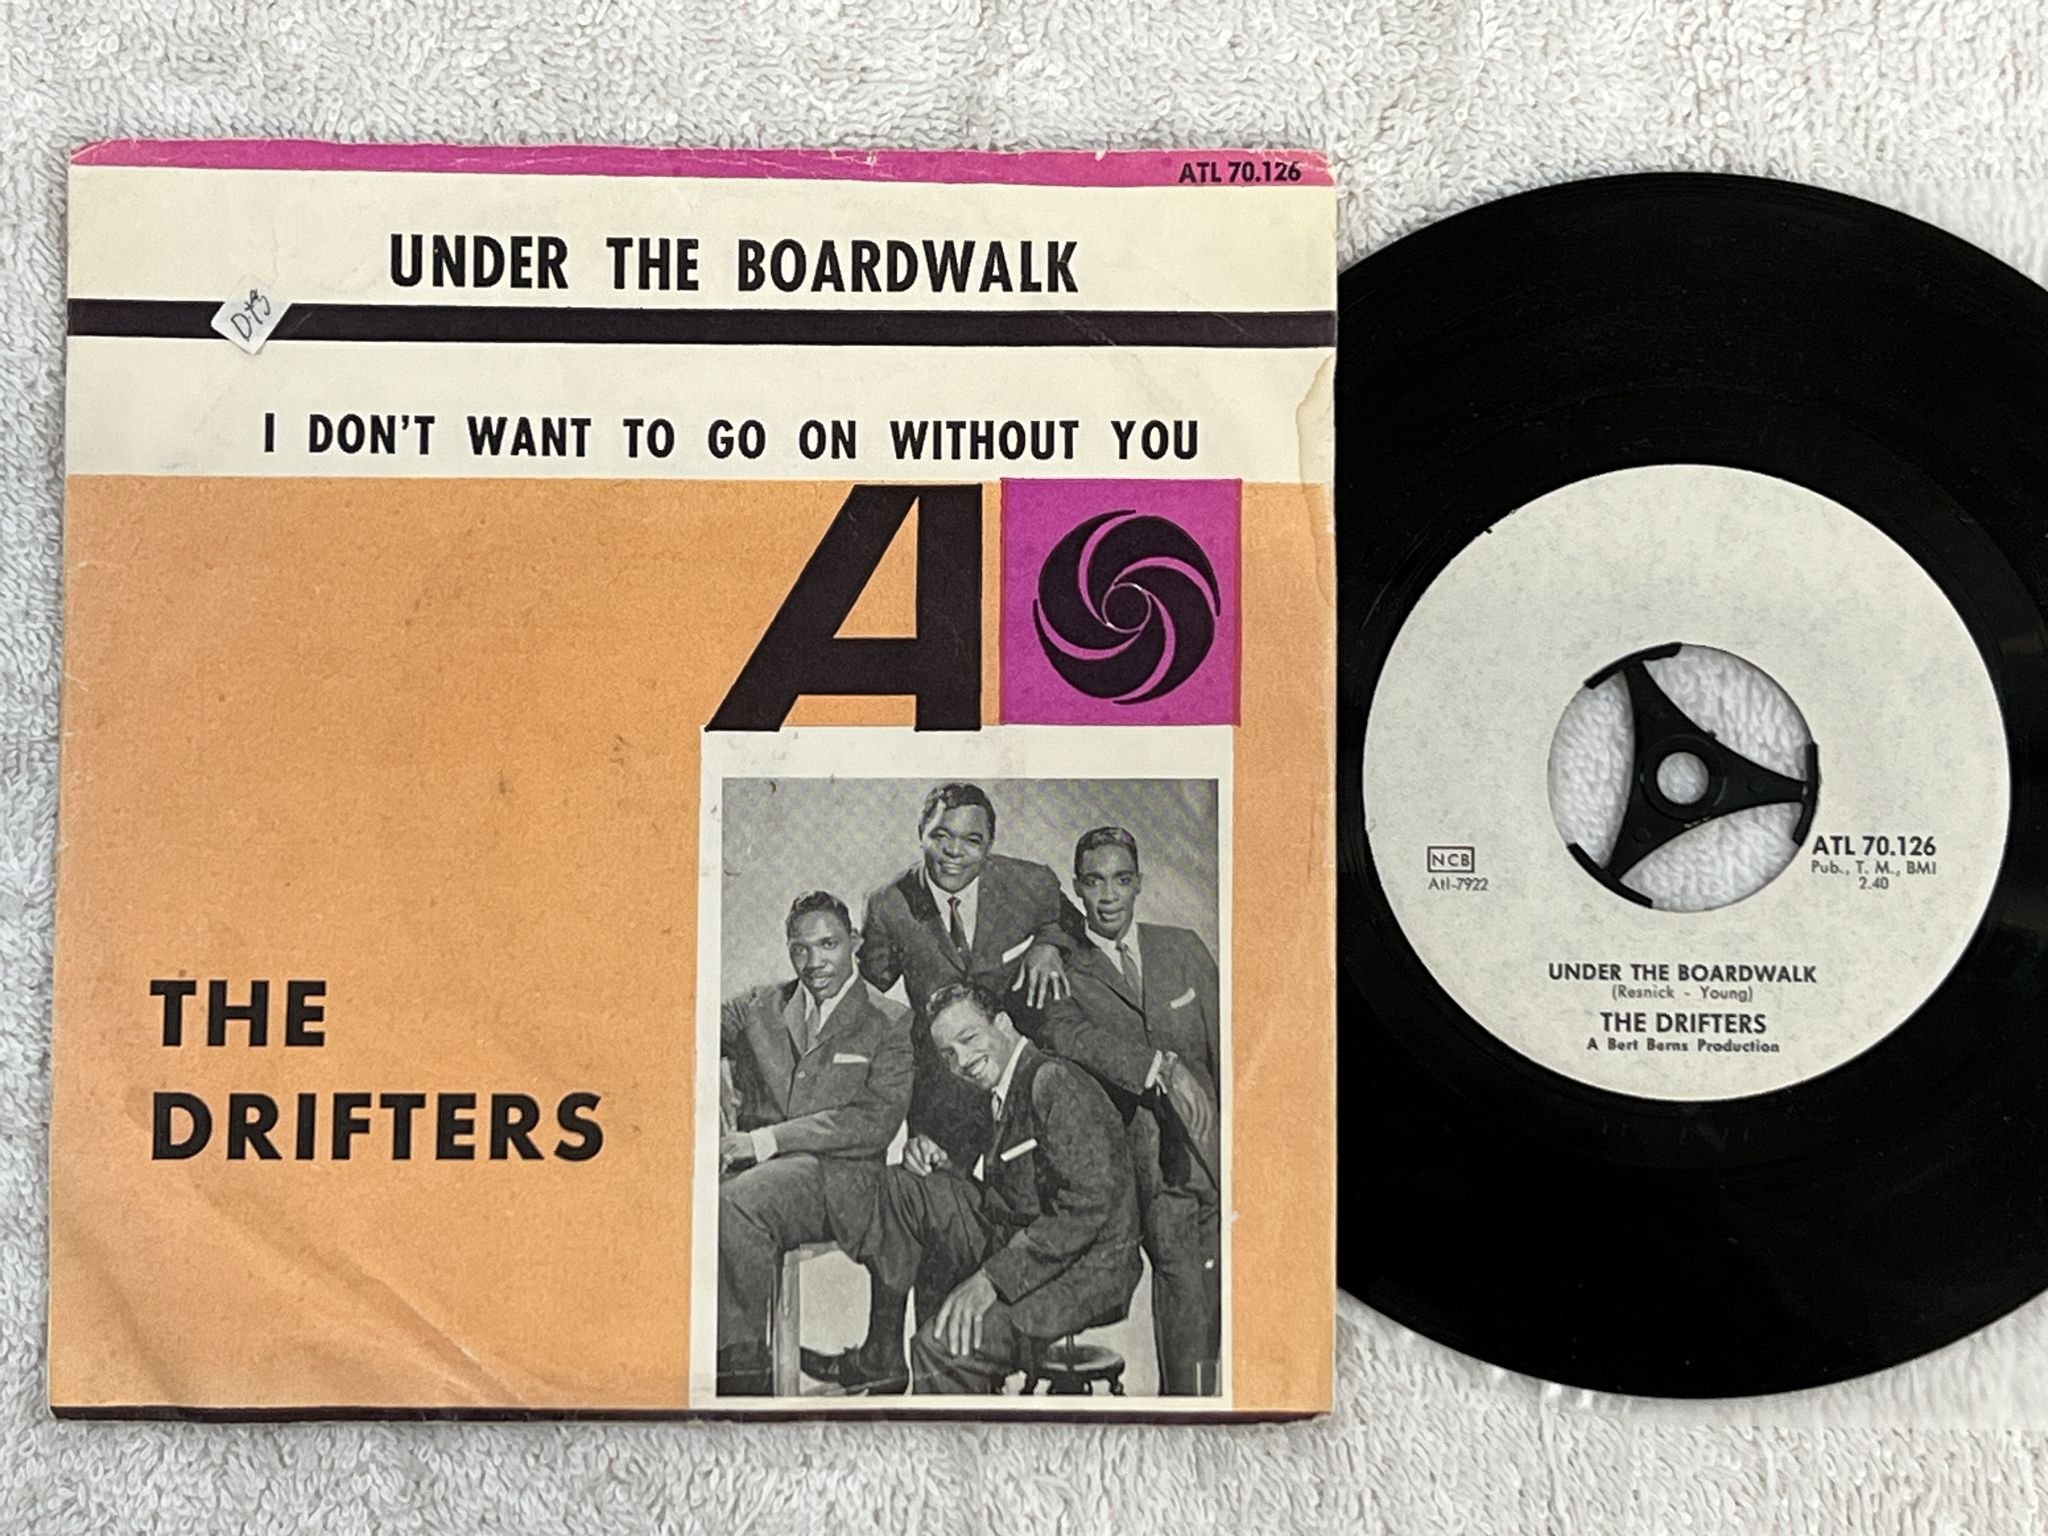 ATL 70.126
UNDER THE BOARDWALK
I DON'T WANT TO GO ON WITHOUT YOU
A
THE
DRIFTERS
NCB
Atl-7922
ATL 70.126
Pub., T. M., BMI
2.40
UNDER THE BOARDWALK
(Resnick - Young)
THE DRIFTERS
A Bert Berns Production